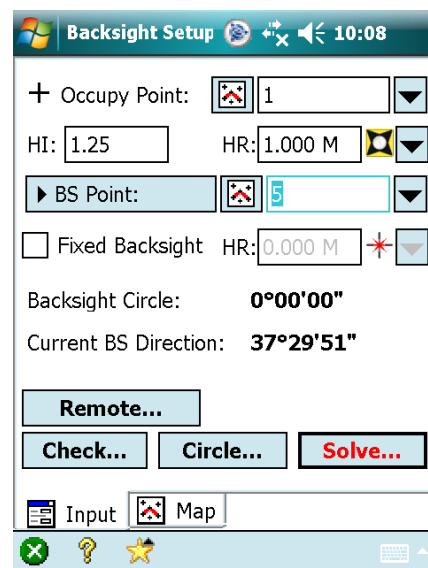 Backsight Setup 10:08
Occupy Point: 1
HI: 1.25 HR: 1.000 M
BS Point: 5
Fixed Backsight HR: 0.000 M
Backsight Circle: 0°00'00"
Current BS Direction: 37°29'51"
Remote...
Check... Circle... Solve...
Input Map